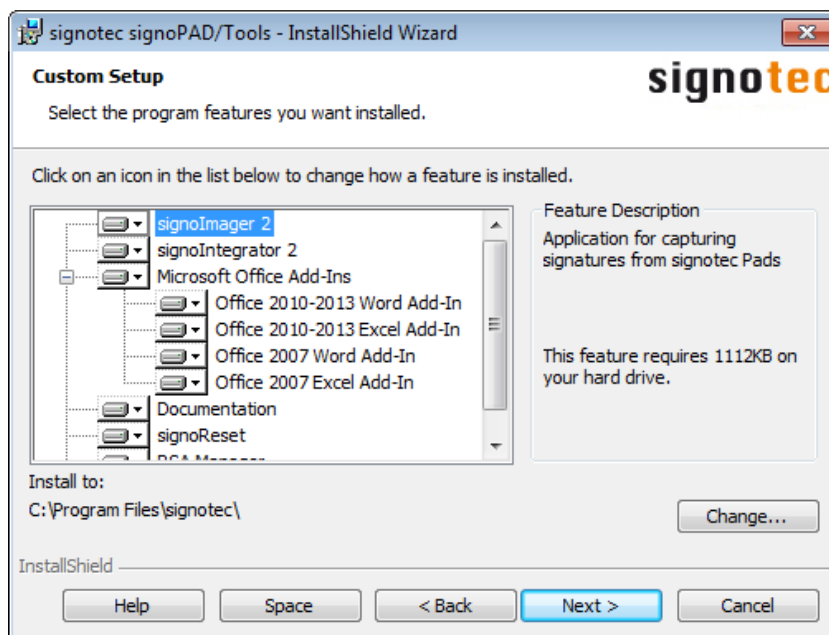 signotec signoPAD/Tools - InstallShield Wizard
Custom Setup
signotec
Select the program features you want installed.
Click on an icon in the list below to change how a feature is installed.
signoImager 2
signoIntegrator 2
Microsoft Office Add-Ins
Office 2010-2013 Word Add-In
Office 2010-2013 Excel Add-In
Office 2007 Word Add-In
Office 2007 Excel Add-In
Documentation
signoReset
Feature Description
Application for capturing
signatures from signotec Pads
This feature requires 1112KB on
your hard drive.
Install to:
C:\Program Files\signotec\
Change...
InstallShield
Help
Space
< Back
Next >
Cancel